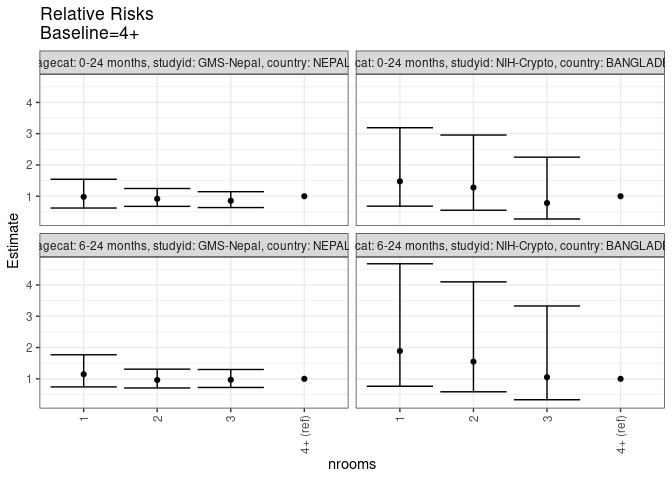 Relative Risks
Baseline=4+
agecat: 0-24 months, studyid: GMS-Nepal, country: NEPAL
cat: 0-24 months, studyid: NIH-Crypto, country: BANGLADE
4
3
2
1
Estimate
agecat: 6-24 months, studyid: GMS-Nepal, country: NEPAL
cat: 6-24 months, studyid: NIH-Crypto, country: BANGLADE
4
3
2
1
1
2
3
4+ (ref)
1
2
3
4+ (ref)
nrooms